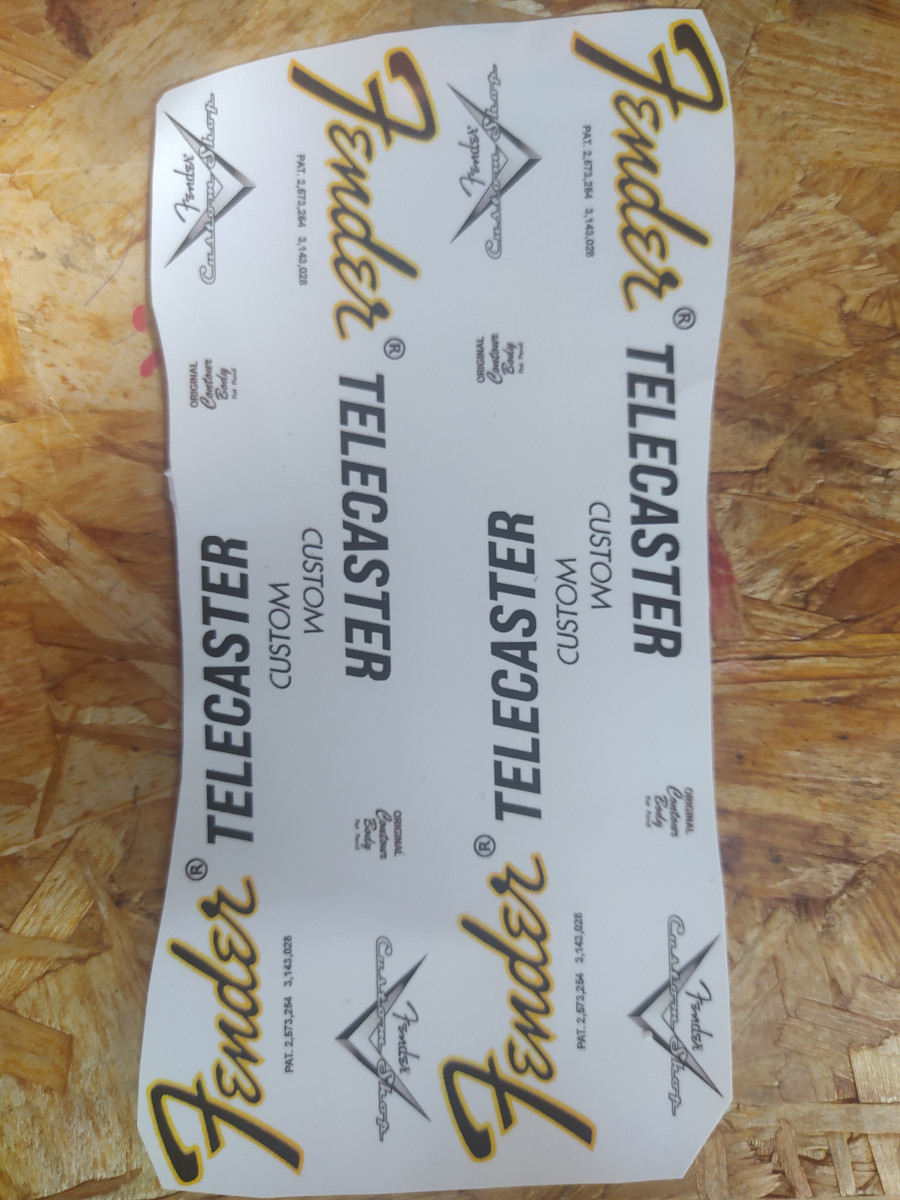 Fender®
TELECASTER
CUSTOM
PAT. 2,573,254 3,143,028
ORIGINAL
Contour
Body
Fender
Custom Shop
Fender®
TELECASTER
CUSTOM
PAT. 2,573,254 3,143,028
ORIGINAL
Contour
Body
Fender
Custom Shop
Fender®
TELECASTER
CUSTOM
PAT. 2,573,254 3,143,028
ORIGINAL
Contour
Body
Fender
Custom Shop
Fender®
TELECASTER
CUSTOM
PAT. 2,573,254 3,143,028
ORIGINAL
Contour
Body
Fender
Custom Shop